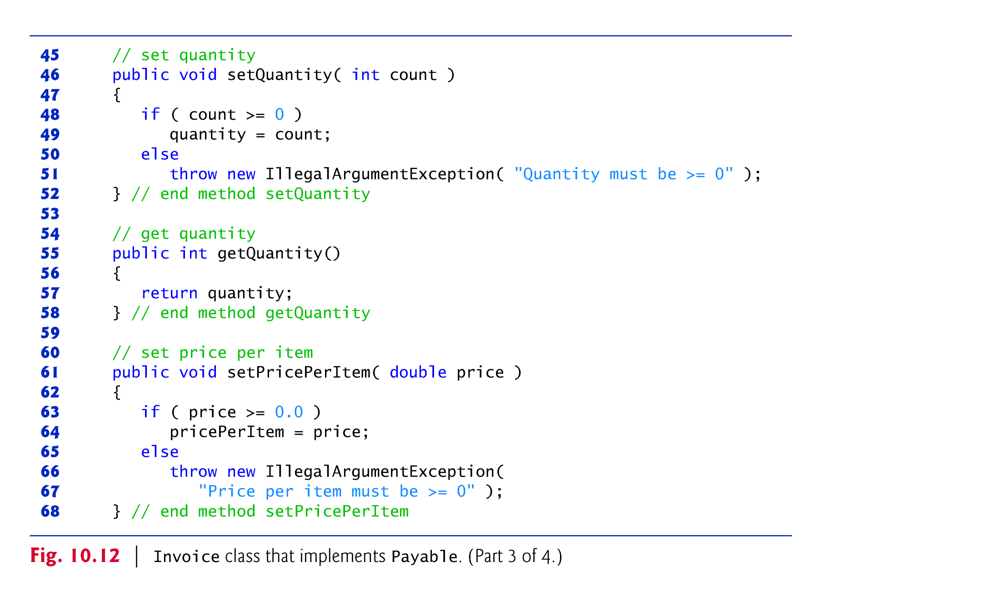 45 // set quantity
46 public void setQuantity( int count )
47 {
48 if ( count >= 0 )
49 quantity = count;
50 else
51 throw new IllegalArgumentException( "Quantity must be >= 0" );
52 } // end method setQuantity
53
54 // get quantity
55 public int getQuantity()
56 {
57 return quantity;
58 } // end method getQuantity
59
60 // set price per item
61 public void setPricePerItem( double price )
62 {
63 if ( price >= 0.0 )
64 pricePerItem = price;
65 else
66 throw new IllegalArgumentException(
67 "Price per item must be >= 0" );
68 } // end method setPricePerItem
Fig. 10.12 | Invoice class that implements Payable. (Part 3 of 4.)